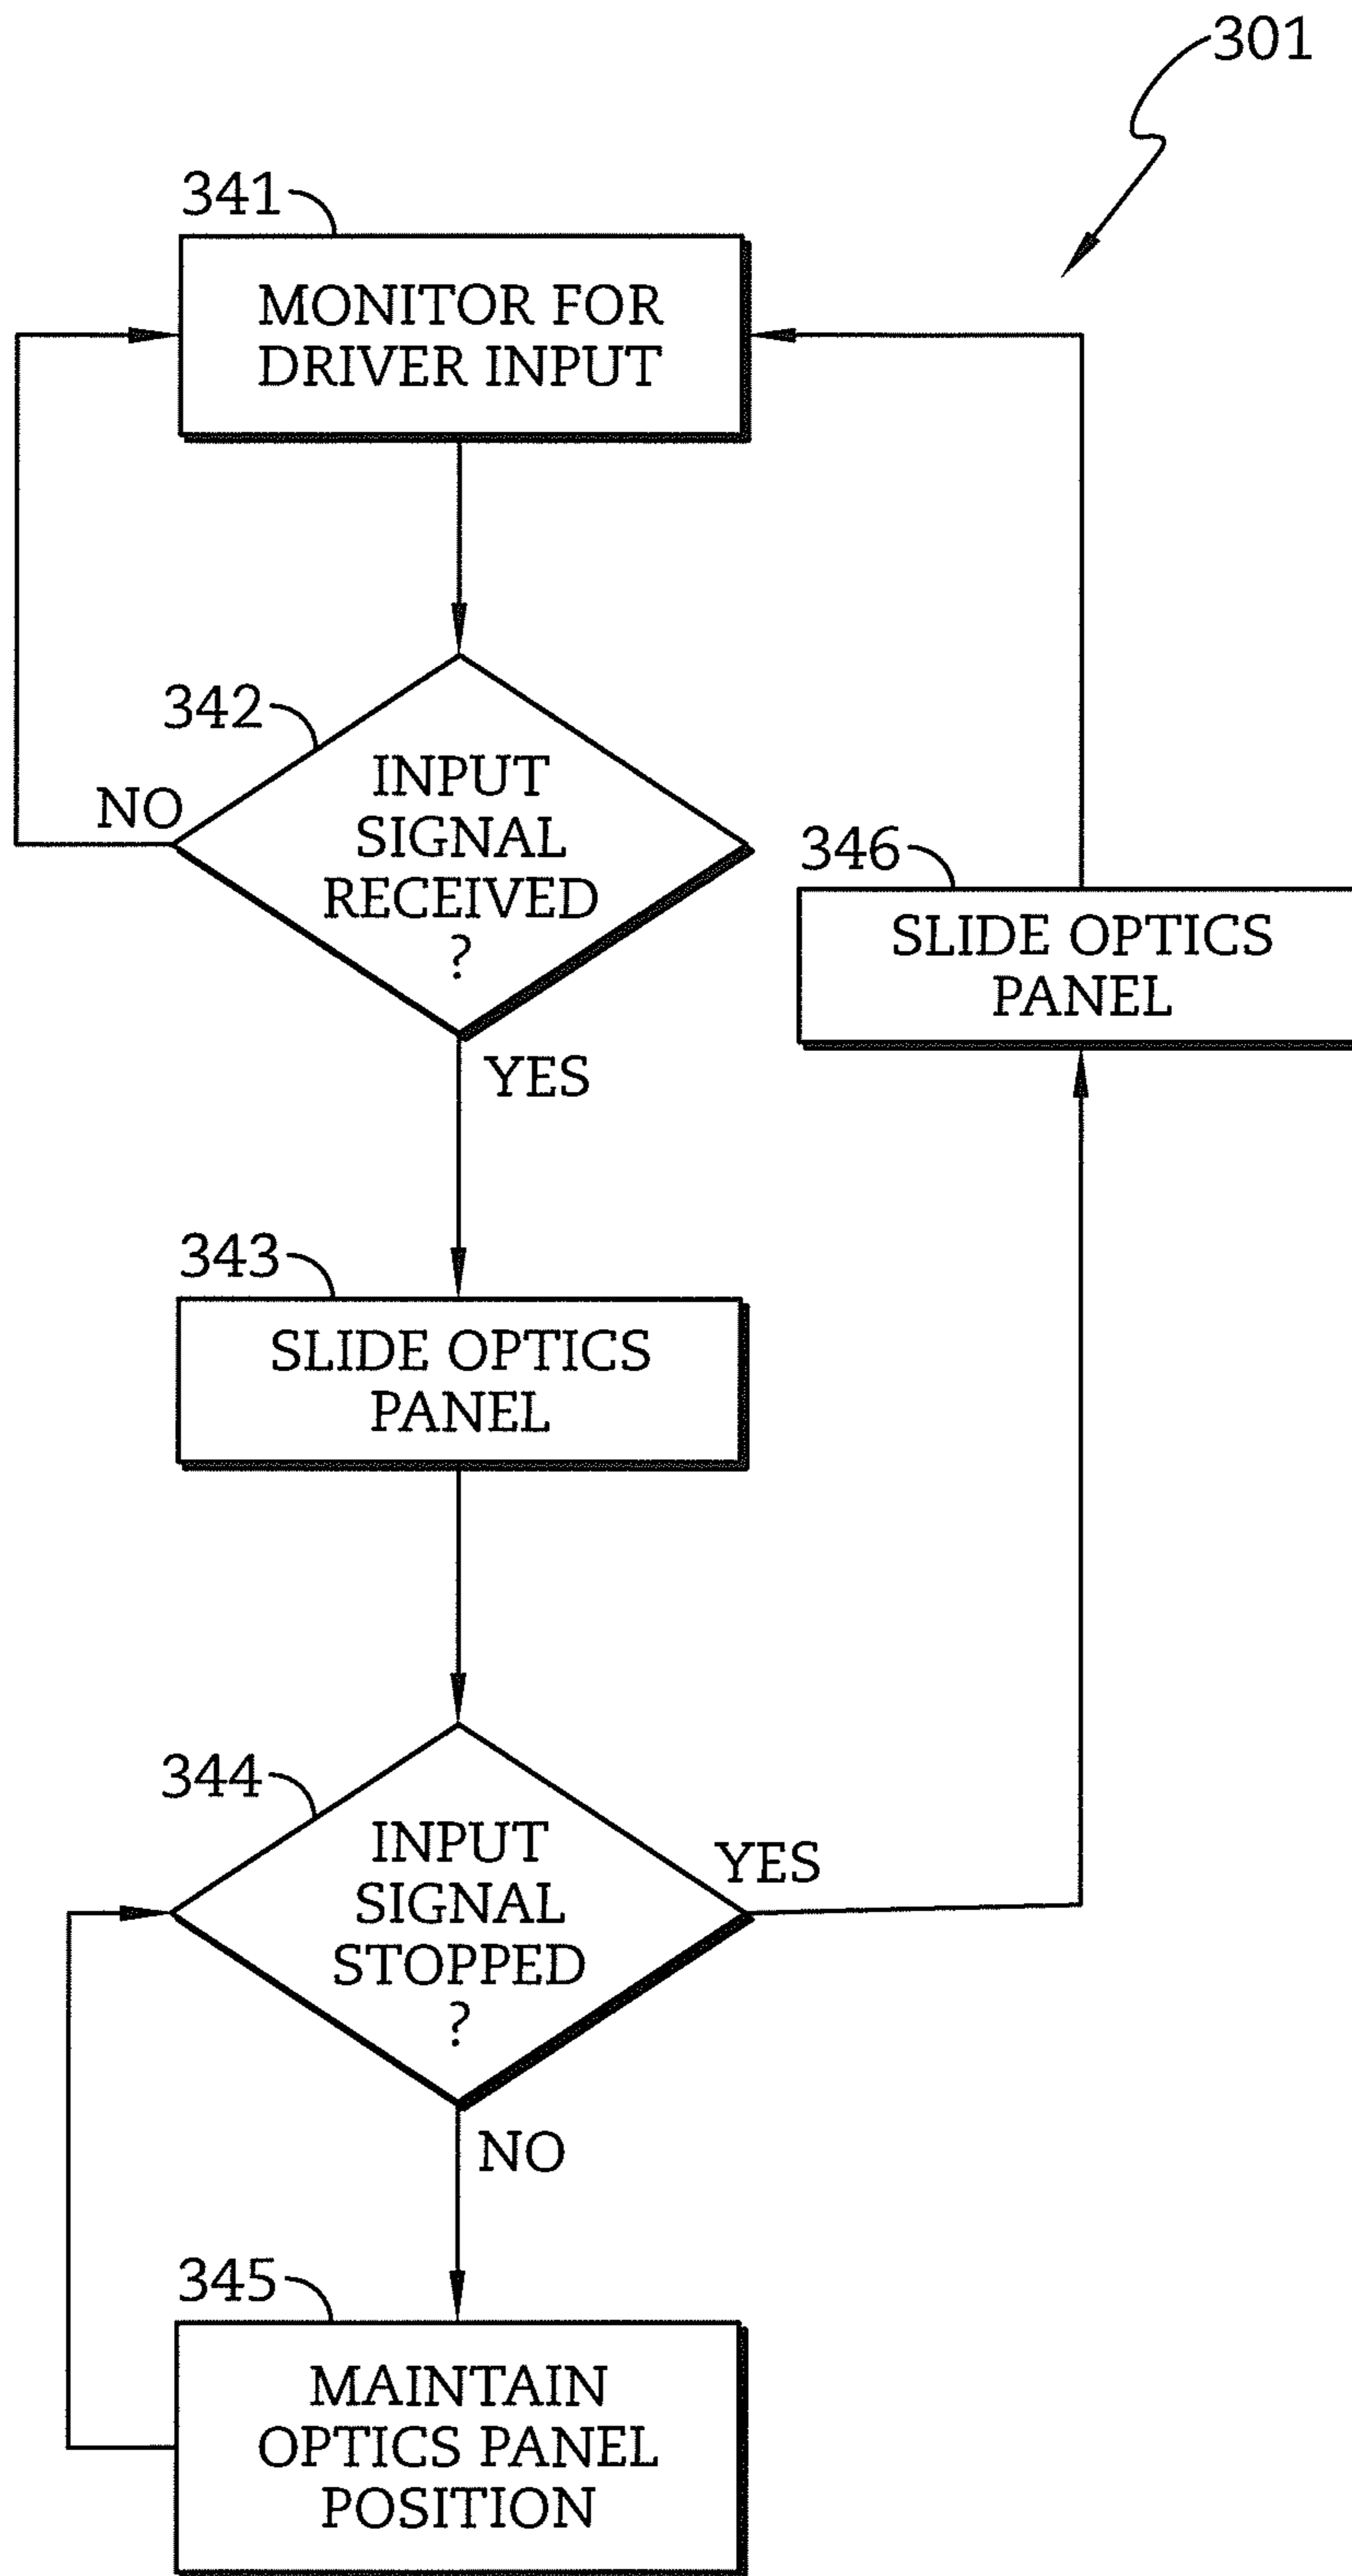 301
341
MONITOR FOR
DRIVER INPUT
342
INPUT
SIGNAL
RECEIVED
?
NO
YES
346
SLIDE OPTICS
PANEL
343
SLIDE OPTICS
PANEL
344
INPUT
SIGNAL
STOPPED
?
YES
NO
345
MAINTAIN
OPTICS PANEL
POSITION